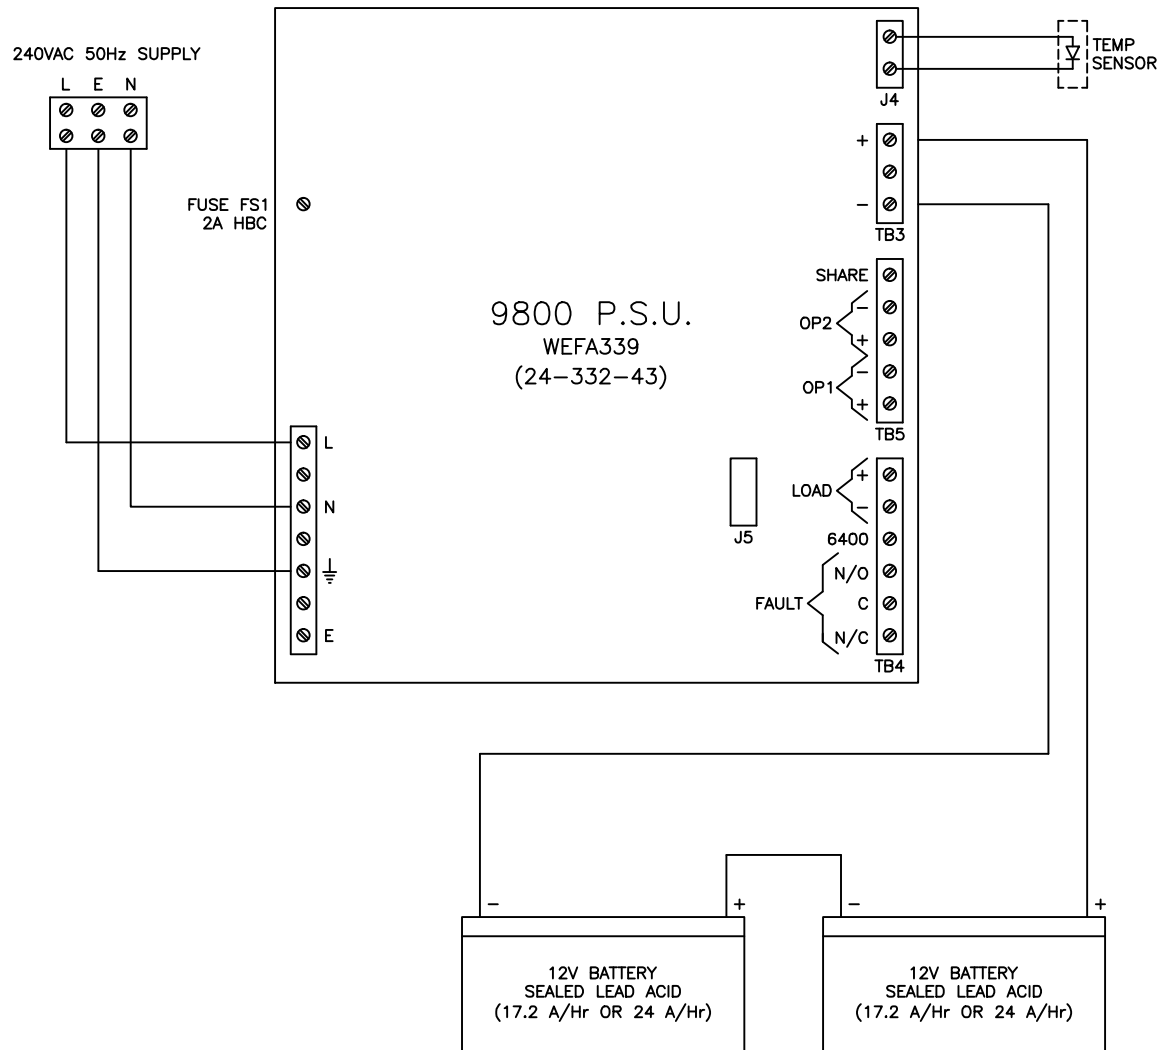 240VAC 50Hz SUPPLY
L E N
TEMP
SENSOR
J4
+
−
TB3
FUSE FS1
2A HBC
9800 P.S.U.
WEFA339
(24−332−43)
SHARE
−
OP2
+
−
OP1
+
TB5
L
N
E
J5
+
LOAD
−
6400
N/O
FAULT
C
N/C
TB4
− + − +
12V BATTERY
SEALED LEAD ACID
(17.2 A/Hr OR 24 A/Hr)
12V BATTERY
SEALED LEAD ACID
(17.2 A/Hr OR 24 A/Hr)